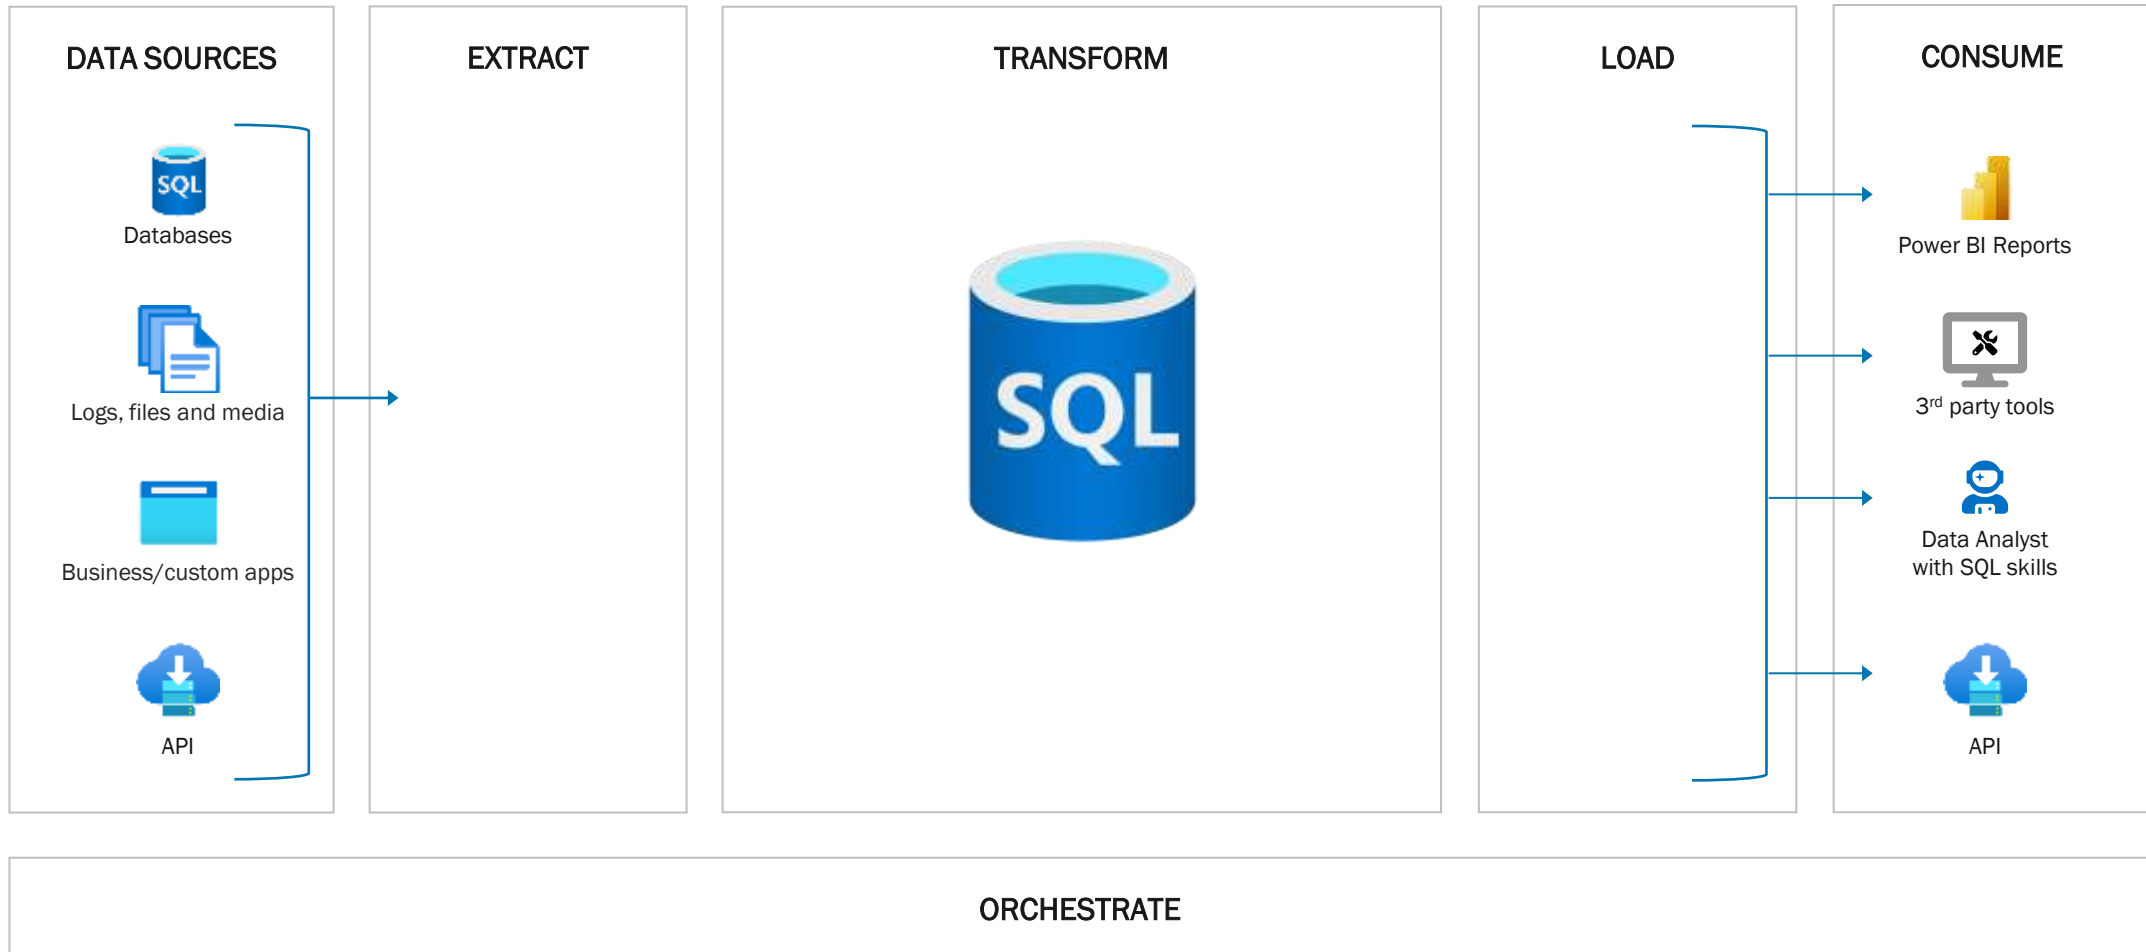 DATA SOURCES
EXTRACT
TRANSFORM
LOAD
CONSUME
SQL
Databases
Logs, files and media
Business/custom apps
API
SQL
Power BI Reports
3rd party tools
Data Analyst
with SQL skills
API
ORCHESTRATE